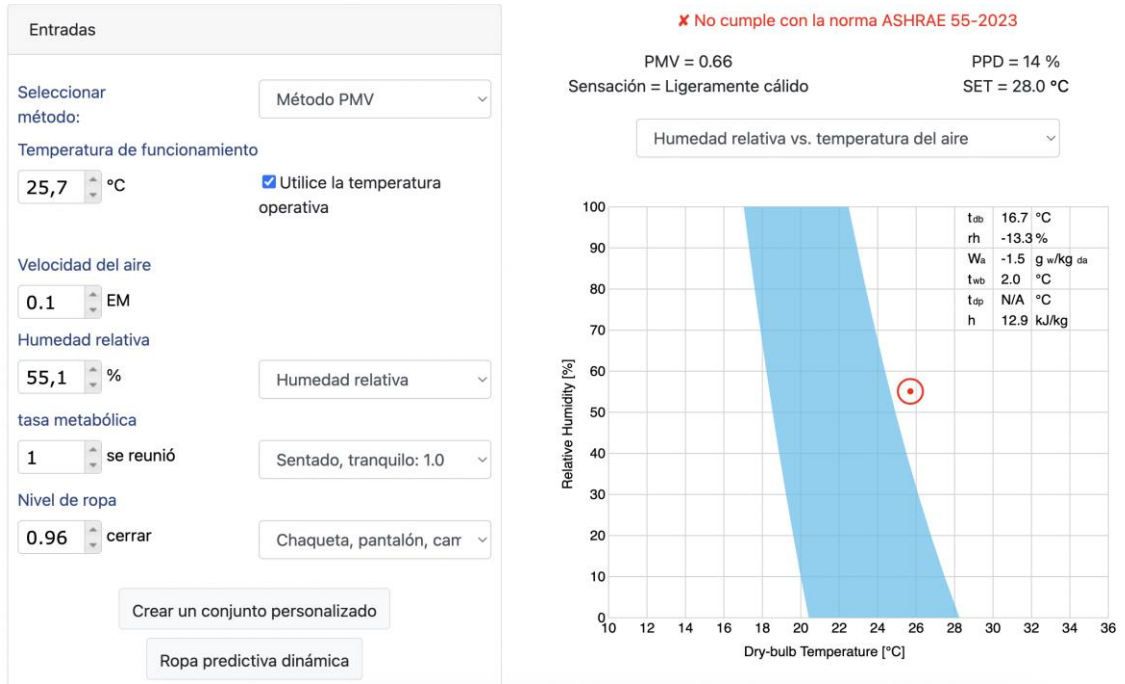 Entradas
Seleccionar
método:
Método PMV
Temperatura de funcionamiento
25,7 °C
Utilice la temperatura
operativa
Velocidad del aire
0.1 EM
Humedad relativa
55,1 %
Humedad relativa
tasa metabólica
1 se reunió
Sentado, tranquilo: 1.0
Nivel de ropa
0.96 cerrar
Chaqueta, pantalón, cam
Crear un conjunto personalizado
Ropa predictiva dinámica
✘ No cumple con la norma ASHRAE 55-2023
PMV = 0.66 PPD = 14 %
Sensación = Ligeramente cálido SET = 28.0 °C
Humedad relativa vs. temperatura del aire
100
90
80
70
60
50
40
30
20
10
0
Relative Humidity [%]
tdb 16.7 °C
rh -13.3 %
Wa -1.5 g w/kg da
twb 2.0 °C
tdp N/A °C
h 12.9 kJ/kg
10 12 14 16 18 20 22 24 26 28 30 32 34 36
Dry-bulb Temperature [°C]